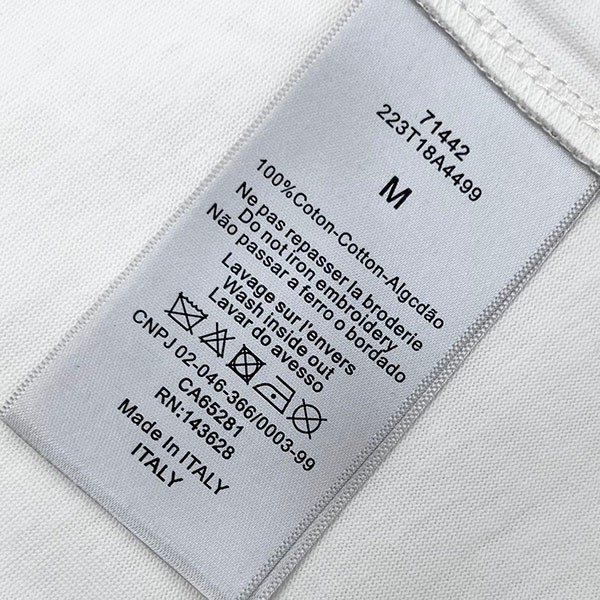 71442
223T18A4499
M
100%Coton-Cotton-Algcdão
Ne pas repasser la broderie
Do not iron embroidery
Não passar a ferro o bordado
Lavage sur l'envers
Wash inside out
Lavar do avesso
CNPJ 02-046-366/0003-99
CA65281
RN:143628
Made In ITALY
ITALY